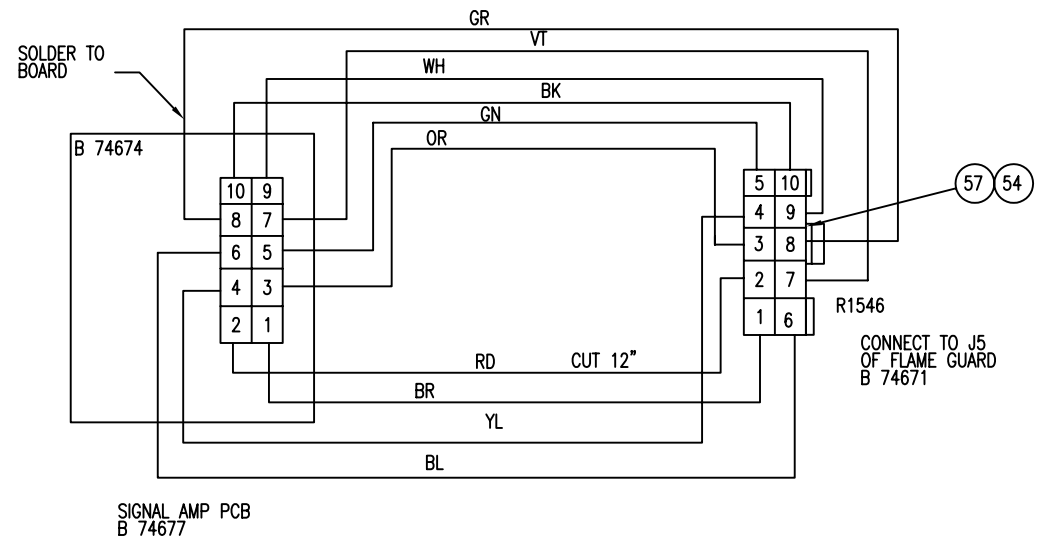 GR
VT
SOLDER TO
BOARD
WH
BK
GN
OR
B 74674
10 9
8 7
6 5
4 3
2 1
5 10
4 9
3 8
2 7
1 6
57 54
R1546
CONNECT TO J5
OF FLAME GUARD
B 74671
RD
CUT 12”
BR
YL
BL
SIGNAL AMP PCB
B 74677